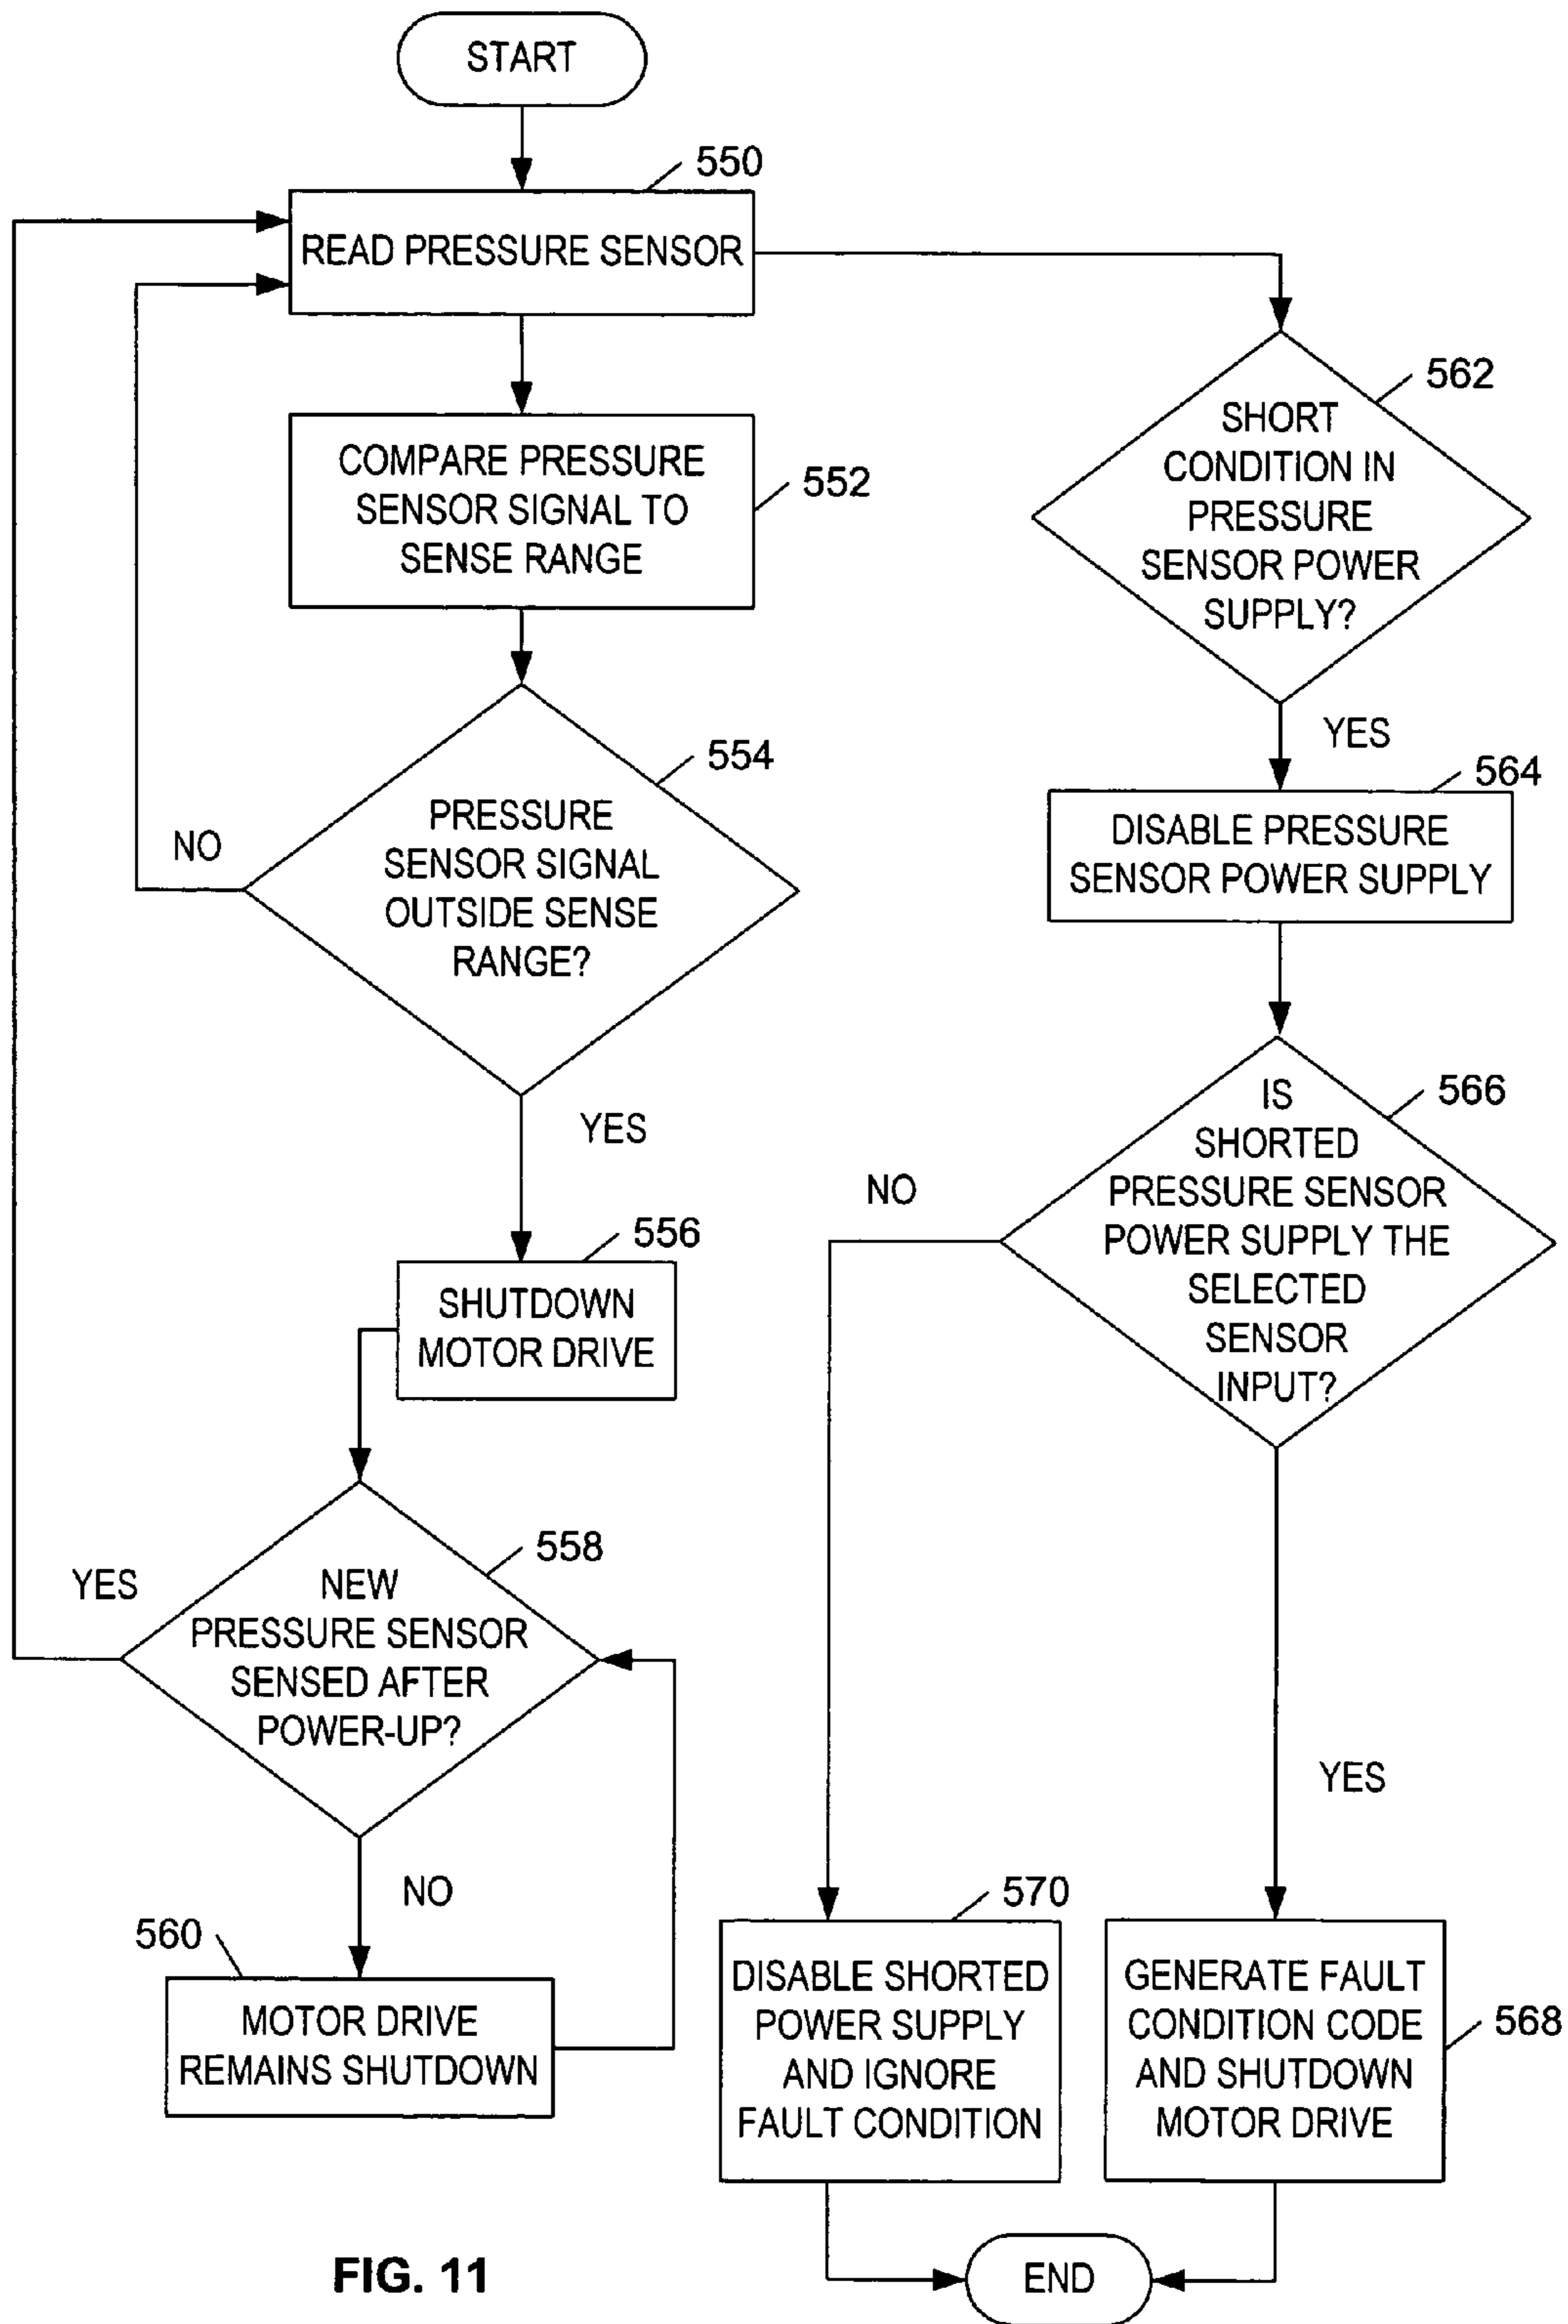 START
550
READ PRESSURE SENSOR
COMPARE PRESSURE
SENSOR SIGNAL TO
SENSE RANGE
552
554
PRESSURE
SENSOR SIGNAL
OUTSIDE SENSE
RANGE?
NO
YES
556
SHUTDOWN
MOTOR DRIVE
558
NEW
PRESSURE SENSOR
SENSED AFTER
POWER-UP?
YES
NO
560
MOTOR DRIVE
REMAINS SHUTDOWN
562
SHORT
CONDITION IN
PRESSURE
SENSOR POWER
SUPPLY?
YES
564
DISABLE PRESSURE
SENSOR POWER SUPPLY
566
IS
SHORTED
PRESSURE SENSOR
POWER SUPPLY THE
SELECTED
SENSOR
INPUT?
NO
YES
570
DISABLE SHORTED
POWER SUPPLY
AND IGNORE
FAULT CONDITION
GENERATE FAULT
CONDITION CODE
AND SHUTDOWN
MOTOR DRIVE
568
END
FIG. 11